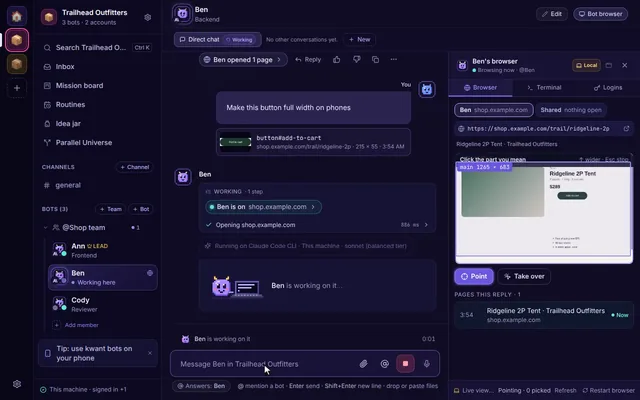 Trailhead Outfitters
3 bots · 2 accounts
Search Trailhead O... Ctrl K
Inbox
Mission board
Routines
Idea jar
Parallel Universe
CHANNELS + Channel
# general
BOTS (3) + Team + Bot
@Shop team 1
Ann LEAD
Frontend
Ben
Working here
Cody
Reviewer
+ Add member
Tip: use kwant bots on your phone
This machine · signed in +1
Ben
Backend
Edit
Bot browser
Direct chat Working
No other conversations yet.
+ New
Ben opened 1 page
Reply
You
Make this button full width on phones
button#add-to-cart
shop.example.com/trail/ridgeline-2p · 215 × 55 · 3:54 AM
Ben
WORKING · 1 step
Ben is on shop.example.com
Opening shop.example.com
Running on Claude Code CLI · This machine · sonnet (balanced tier)
Ben is working on it...
Ben is working on it
0:01
Message Ben in Trailhead Outfitters
Answers: Ben
@ mention a bot · Enter send · Shift+Enter new line · drop or paste files
Ben's browser
Browsing now · @Ben
Local
Browser
Terminal
Logins
Ben shop.example.com
Shared nothing open
https://shop.example.com/trail/ridgeline-2p
Ridgeline 2P Tent · Trailhead Outfitters
Click the part you mean
↑ wider · Esc stop
main 1265 × 683
Ridgeline 2P Tent
$289
Point
Take over
PAGES THIS REPLY · 1
3:54 Ridgeline 2P Tent · Trailhead Outfitters
shop.example.com
Now
Live view...
Pointing · 0 picked
Refresh
Restart browser